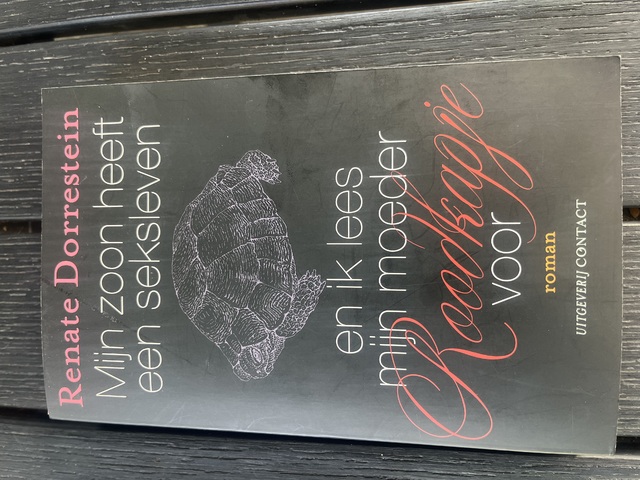 Renate Dorrestein
Mijn zoon heeft
een seksleven
en ik lees
mijn moeder
Roodkapje
voor
roman
UITGEVERIJ CONTACT